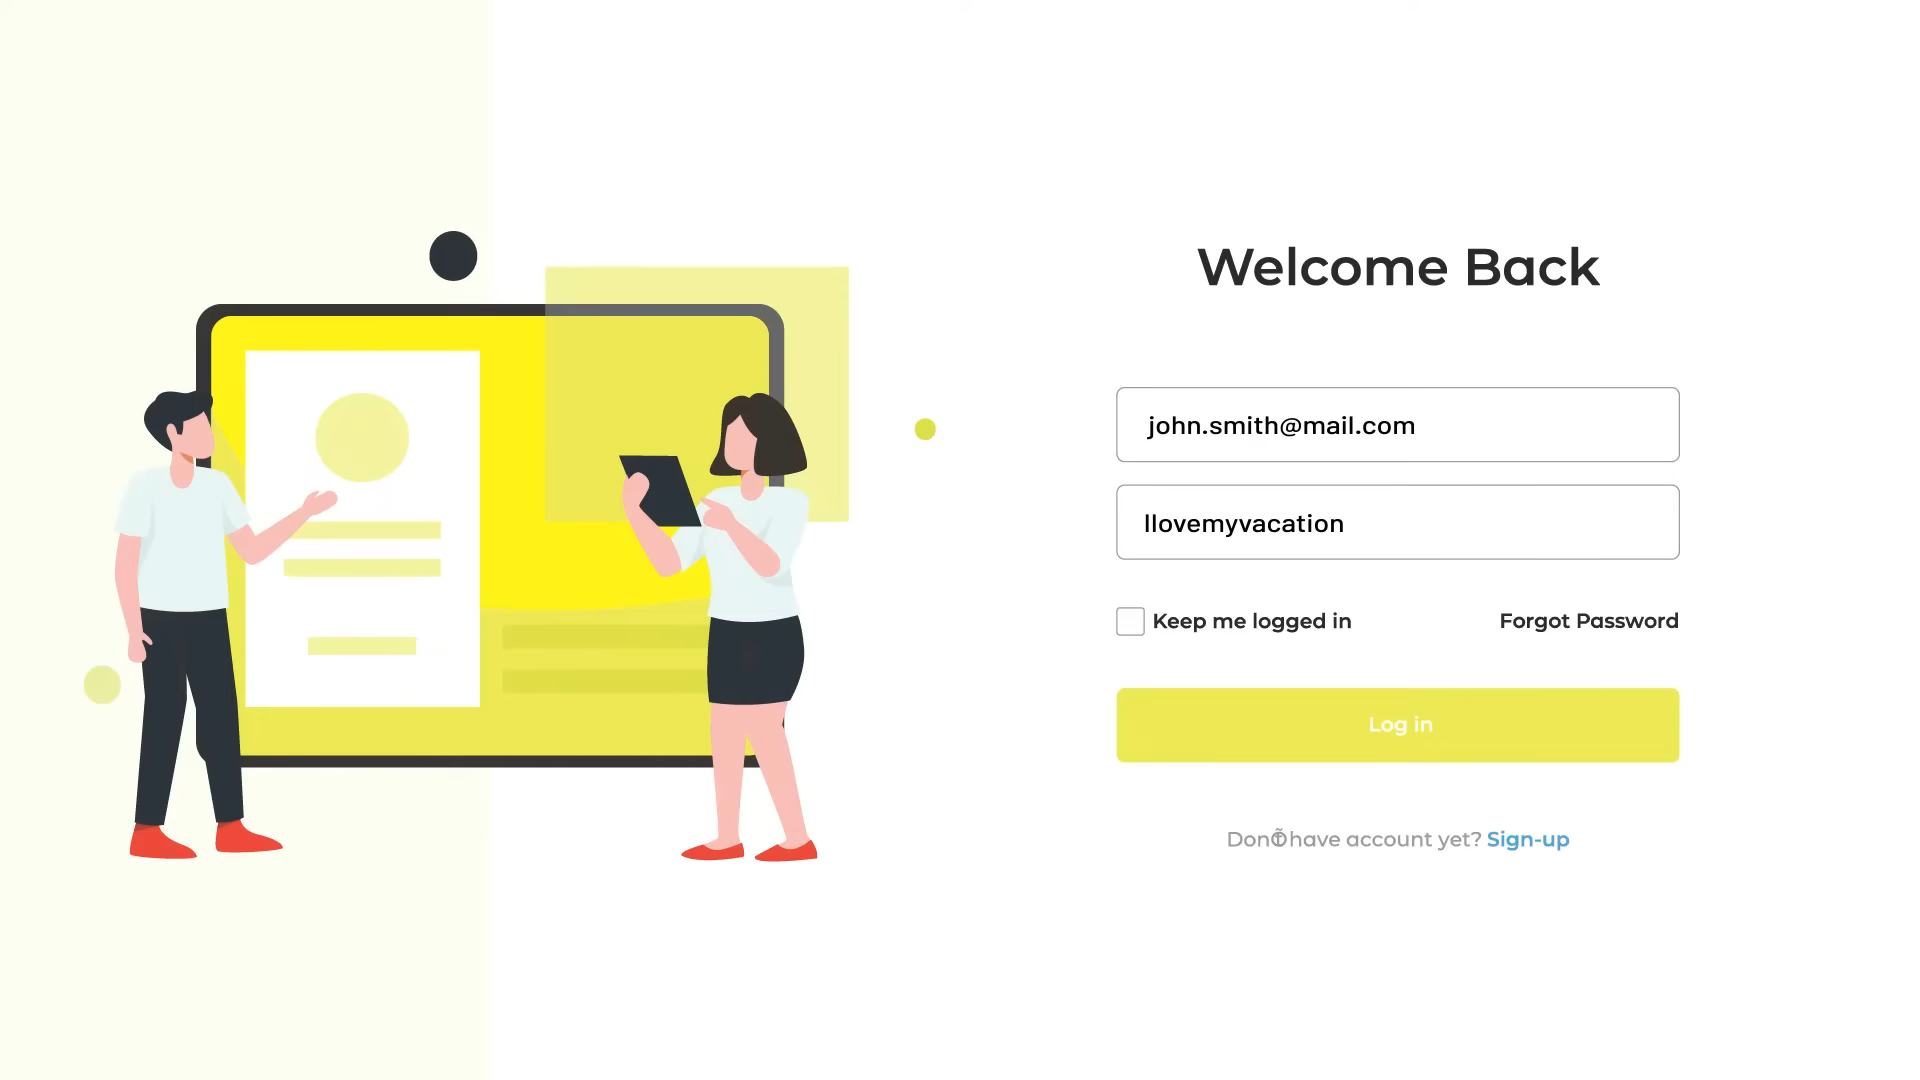 Welcome Back
john.smith@mail.com
Ilovemyvacation
Keep me logged in
Forgot Password
Log in
DonÕt have account yet? Sign-up